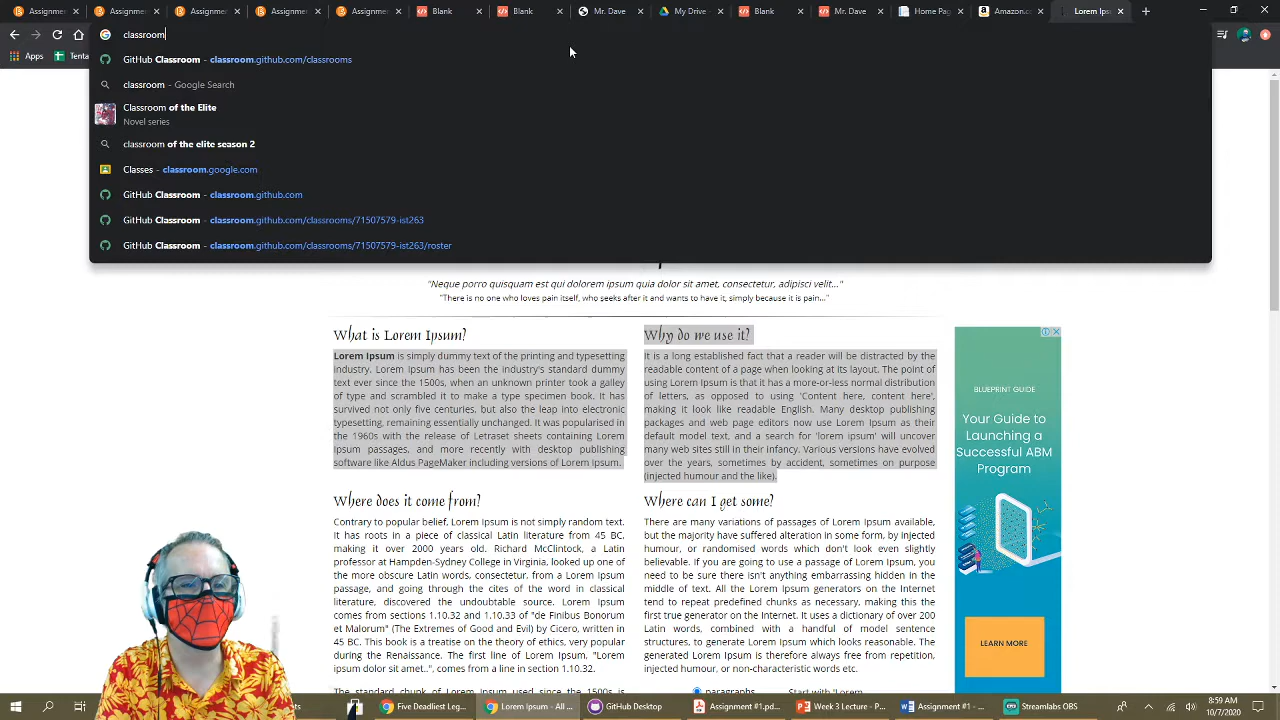 Assignmen
Assignmen
Assignmen
Assignmen
Assignmen
Blank
Blank
Mr. Dave
My Drive
Blank
Mr. Dave
Home Pag
Amazon.c
Lorem Ips
classroom
Apps
Tenta
GitHub Classroom - classroom.github.com/classrooms
classroom - Google Search
Classroom of the Elite
Novel series
classroom of the elite season 2
Classes - classroom.google.com
GitHub Classroom - classroom.github.com
GitHub Classroom - classroom.github.com/classrooms/71507579-ist263
GitHub Classroom - classroom.github.com/classrooms/71507579-ist263/roster
"Neque porro quisquam est qui dolorem ipsum quia dolor sit amet, consectetur, adipisci velit..."
"There is no one who loves pain itself, who seeks after it and wants to have it, simply because it is pain..."
What is Lorem Ipsum?
Lorem Ipsum is simply dummy text of the printing and typesetting
industry. Lorem Ipsum has been the industry's standard dummy
text ever since the 1500s, when an unknown printer took a galley
of type and scrambled it to make a type specimen book. It has
survived not only five centuries, but also the leap into electronic
typesetting, remaining essentially unchanged. It was popularised in
the 1960s with the release of Letraset sheets containing Lorem
Ipsum passages, and more recently with desktop publishing
software like Aldus PageMaker including versions of Lorem Ipsum.
Why do we use it?
It is a long established fact that a reader will be distracted by the
readable content of a page when looking at its layout. The point of
using Lorem Ipsum is that it has a more-or-less normal distribution
of letters, as opposed to using 'Content here, content here',
making it look like readable English. Many desktop publishing
packages and web page editors now use Lorem Ipsum as their
default model text, and a search for 'lorem ipsum' will uncover
many web sites still in their infancy. Various versions have evolved
over the years, sometimes by accident, sometimes on purpose
(injected humour and the like).
Where does it come from?
Contrary to popular belief, Lorem Ipsum is not simply random text.
It has roots in a piece of classical Latin literature from 45 BC,
making it over 2000 years old. Richard McClintock, a Latin
professor at Hampden-Sydney College in Virginia, looked up one of
the more obscure Latin words, consectetur, from a Lorem Ipsum
passage, and going through the cites of the word in classical
literature, discovered the undoubtable source. Lorem Ipsum
comes from sections 1.10.32 and 1.10.33 of "de Finibus Bonorum
et Malorum" (The Extremes of Good and Evil) by Cicero, written in
45 BC. This book is a treatise on the theory of ethics, very popular
during the Renaissance. The first line of Lorem Ipsum, "Lorem
ipsum dolor sit amet..", comes from a line in section 1.10.32.
The standard chunk of Lorem Ipsum used since the 1500s is
Where can I get some?
There are many variations of passages of Lorem Ipsum available,
but the majority have suffered alteration in some form, by injected
humour, or randomised words which don't look even slightly
believable. If you are going to use a passage of Lorem Ipsum, you
need to be sure there isn't anything embarrassing hidden in the
middle of text. All the Lorem Ipsum generators on the Internet
tend to repeat predefined chunks as necessary, making this the
first true generator on the Internet. It uses a dictionary of over 200
Latin words, combined with a handful of model sentence
structures, to generate Lorem Ipsum which looks reasonable. The
generated Lorem Ipsum is therefore always free from repetition,
injected humour, or non-characteristic words etc.
paragraphs
Start with 'Lorem
BLUEPRINT GUIDE
Your Guide to
Launching a
Successful ABM
Program
LEARN MORE
Five Deadliest Leg...
Lorem Ipsum - All ...
GitHub Desktop
Assignment #1.pd...
Week 3 Lecture - P...
Assignment #1 - ...
Streamlabs OBS
8:59 AM
10/7/2020